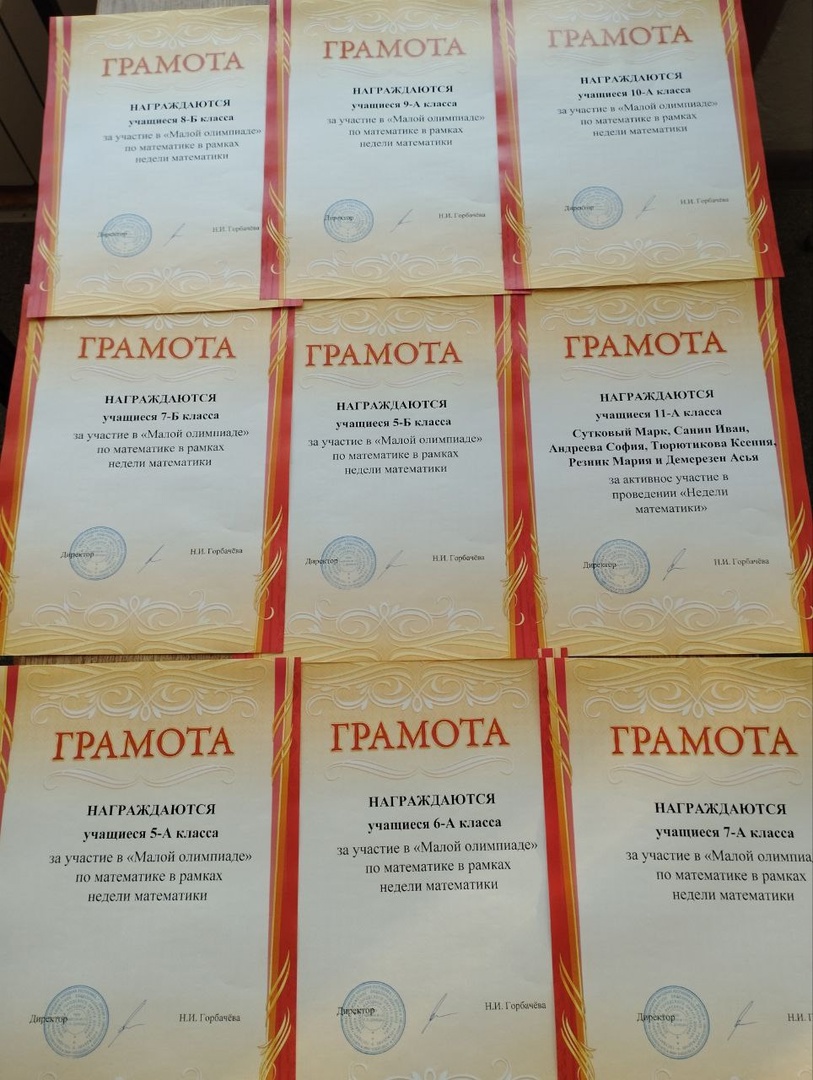 ГРАМОТА
НАГРАЖДАЮТСЯ
учащиеся 8-Б класса
за участие в «Малой олимпиаде»
по математике в рамках
недели математики
Директор
Н.И. Горбачёва
ГРАМОТА
НАГРАЖДАЮТСЯ
учащиеся 9-А класса
за участие в «Малой олимпиаде»
по математике в рамках
недели математики
Директор
Н.И. Горбачёва
ГРАМОТА
НАГРАЖДАЮТСЯ
учащиеся 10-А класса
за участие в «Малой олимпиаде»
по математике в рамках
недели математики
Директор
Н.И. Горбачёва
ГРАМОТА
НАГРАЖДАЮТСЯ
учащиеся 7-Б класса
за участие в «Малой олимпиаде»
по математике в рамках
недели математики
Директор
Н.И. Горбачёва
ГРАМОТА
НАГРАЖДАЮТСЯ
учащиеся 5-Б класса
за участие в «Малой олимпиаде»
по математике в рамках
недели математики
Директор
Н.И. Горбачёва
ГРАМОТА
НАГРАЖДАЮТСЯ
учащиеся 11-А класса
Сутковый Марк, Санин Иван,
Андреева София, Тюрютикова Ксения,
Резник Мария и Демерезен Асья
за активное участие в
проведении «Недели
математики»
Директор
Н.И. Горбачёва
ГРАМОТА
НАГРАЖДАЮТСЯ
учащиеся 5-А класса
за участие в «Малой олимпиаде»
по математике в рамках
недели математики
Директор
Н.И. Горбачёва
ГРАМОТА
НАГРАЖДАЮТСЯ
учащиеся 6-А класса
за участие в «Малой олимпиаде»
по математике в рамках
недели математики
Директор
Н.И. Горбачёва
ГРАМОТА
НАГРАЖДАЮТСЯ
учащиеся 7-А класса
за участие в «Малой олимпиа
по математике в рамках
недели математики
Директор
Н.И. Г